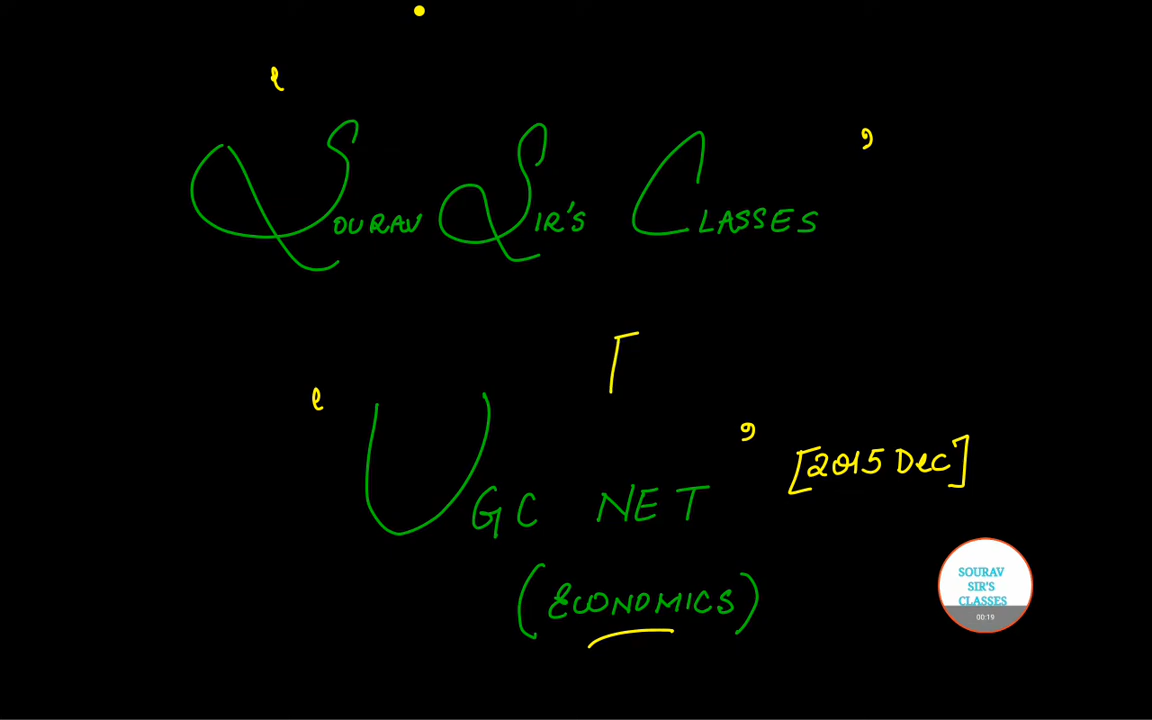 ‘SOURAV SIR'S CLASSES’
‘UGC NET’ [2015 Dec]
(ECONOMICS)
SOURAV
SIR'S
CLASSES
00:19